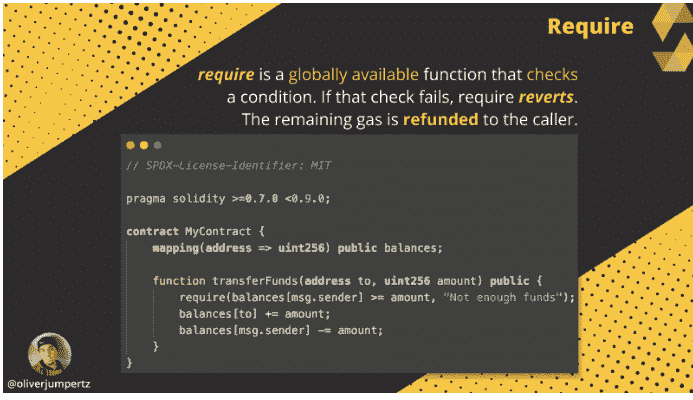 Require
require is a globally available function that checks
a condition. If that check fails, require reverts.
The remaining gas is refunded to the caller.
// SPDX-License-Identifier: MIT
pragma solidity >=0.7.0 <0.9.0;
contract MyContract {
mapping(address => uint256) public balances;
function transferFunds(address to, uint256 amount) public {
require(balances[msg.sender] >= amount, "Not enough funds");
balances[to] += amount;
balances[msg.sender] -= amount;
}
}
@oliverjumpertz